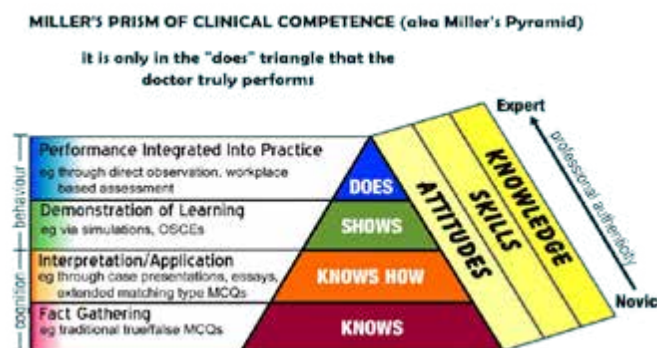 MILLER'S PRISM OF CLINICAL COMPETENCE (aka Miller's Pyramid)
it is only in the "does" triangle that the
doctor truly performs
Expert
professional authenticity
Novic
behaviour
cognition
Performance Integrated Into Practice
eg through direct observation, workplace
based assessment
DOES
Demonstration of Learning
eg via simulations, OSCEs
SHOWS
Interpretation/Application
eg through case presentations, essays,
extended matching type MCQs
KNOWS HOW
Fact Gathering
eg traditional true/false MCQs
KNOWS
ATTITUDES
SKILLS
KNOWLEDGE